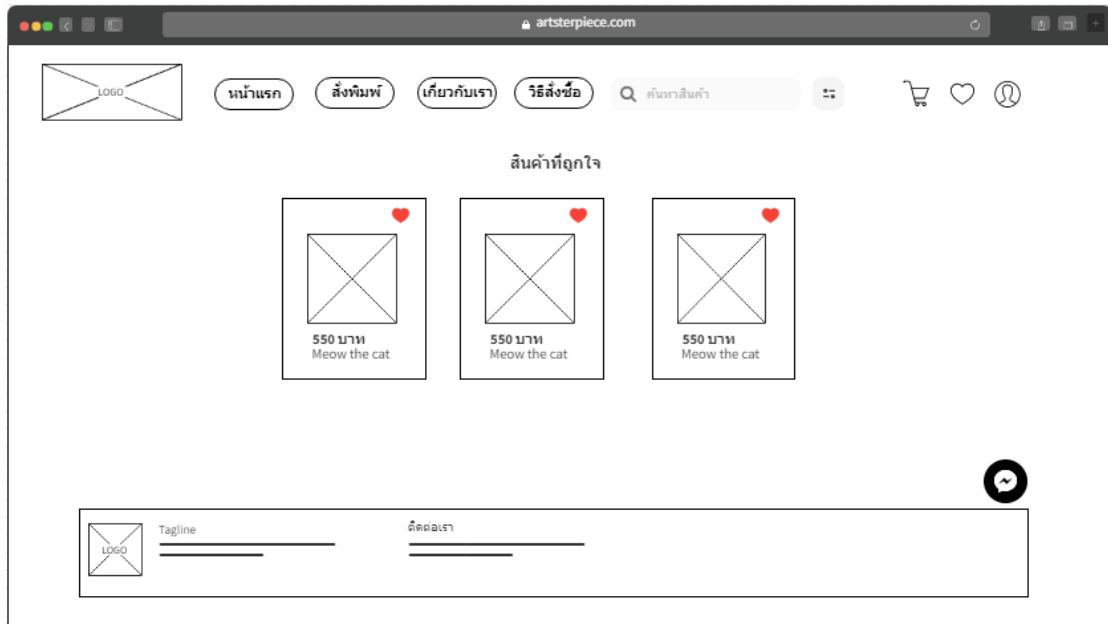 artsterpiece.com
LOGO
หน้าแรก
สั่งพิมพ์
เกี่ยวกับเรา
วิธีสั่งซื้อ
ค้นหาสินค้า
สินค้าที่ถูกใจ
550 บาท
Meow the cat
550 บาท
Meow the cat
550 บาท
Meow the cat
LOGO
Tagline
ติดต่อเรา